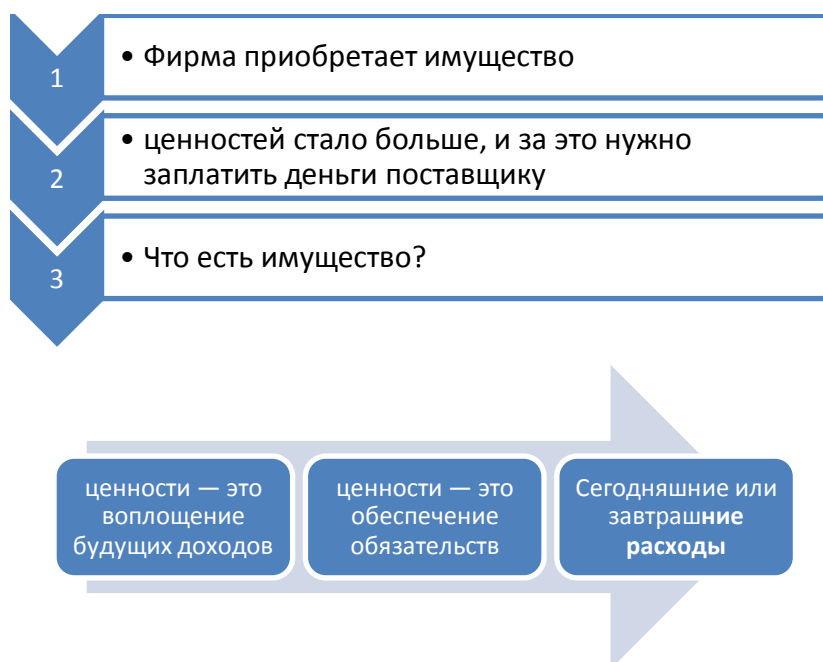 1
• Фирма приобретает имущество
2
• ценностей стало больше, и за это нужно
заплатить деньги поставщику
3
• Что есть имущество?
ценности — это
воплощение
будущих доходов
ценности — это
обеспечение
обязательств
Сегодняшние или
завтрашние
расходы